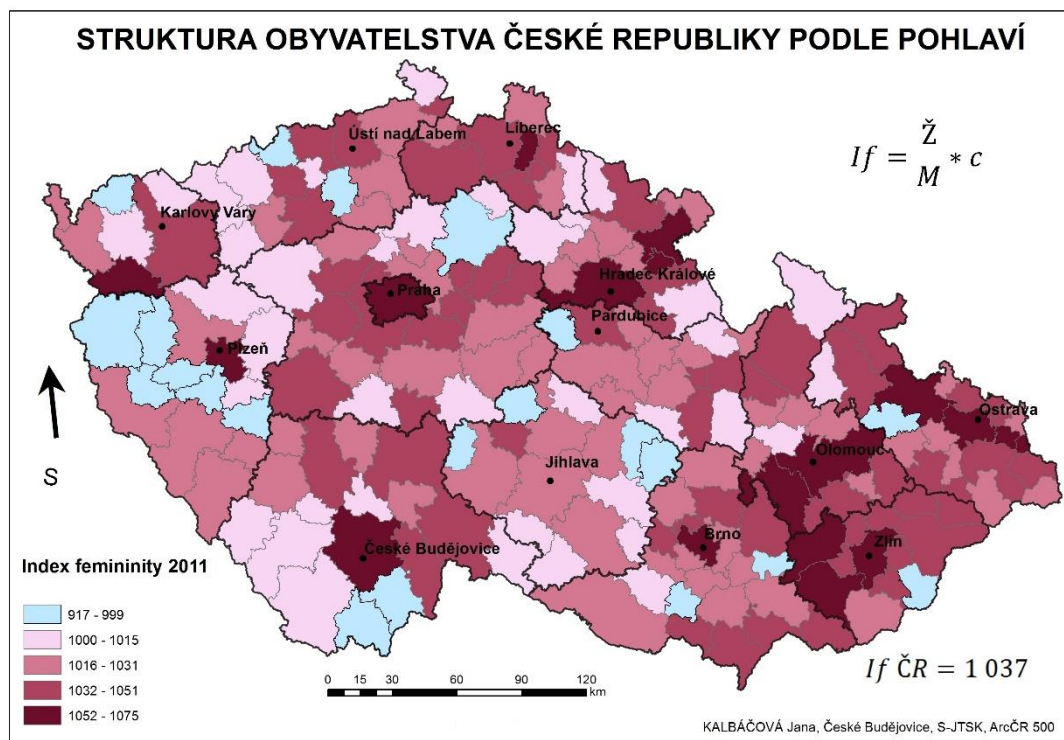 STRUKTURA OBYVATELSTVA ČESKÉ REPUBLIKY PODLE POHLAVÍ
If = Ž/M * c
Ústí nad Labem
Liberec
Karlovy Vary
Praha
Hradec Králové
Pardubice
Plzeň
Ostrava
Olomouc
Jihlava
S
České Budějovice
Brno
Zlín
Index femininity 2011
917 - 999
1000 - 1015
1016 - 1031
1032 - 1051
1052 - 1075
0 15 30 60 90 120
km
If ČR = 1 037
KALBÁČOVÁ Jana, České Budějovice, S-JTSK, ArcČR 500